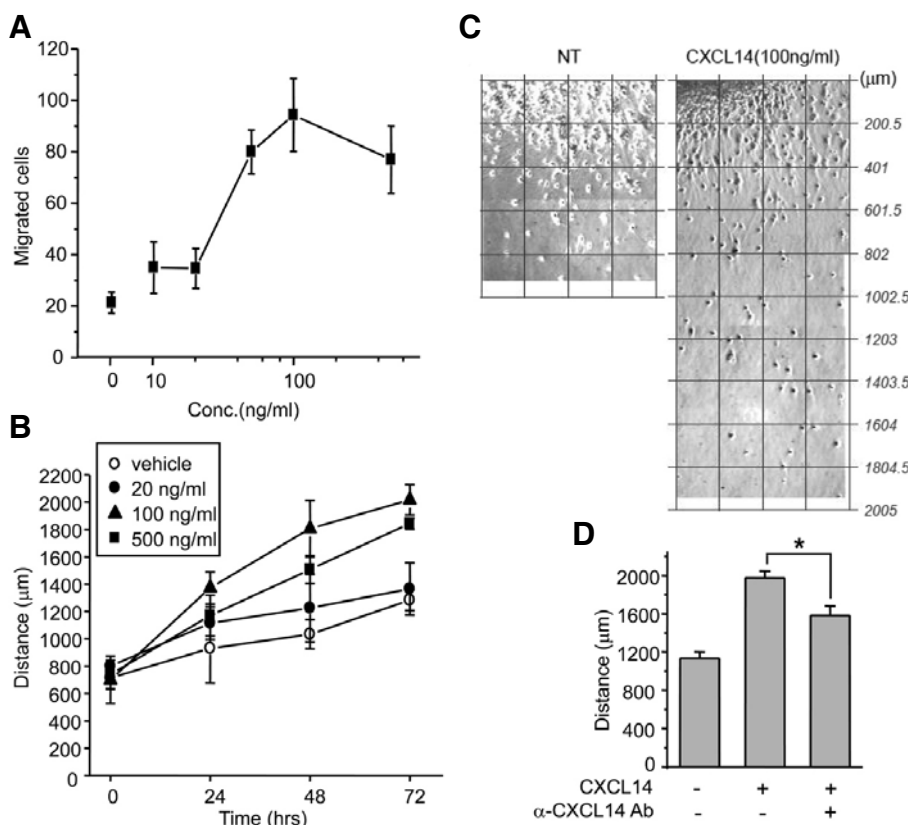 A
120
100
80
60
40
20
0
Migrated cells
0 10 100
Conc.(ng/ml)
B
vehicle
20 ng/ml
100 ng/ml
500 ng/ml
2200
2000
1800
1600
1400
1200
1000
800
600
400
200
0
Distance (μm)
0 24 48 72
Time (hrs)
C
NT CXCL14(100ng/ml)
(μm)
200.5
401
601.5
802
1002.5
1203
1403.5
1604
1804.5
2005
D
*
2000
1600
1200
800
400
0
Distance (μm)
CXCL14 - + +
α-CXCL14 Ab - - +